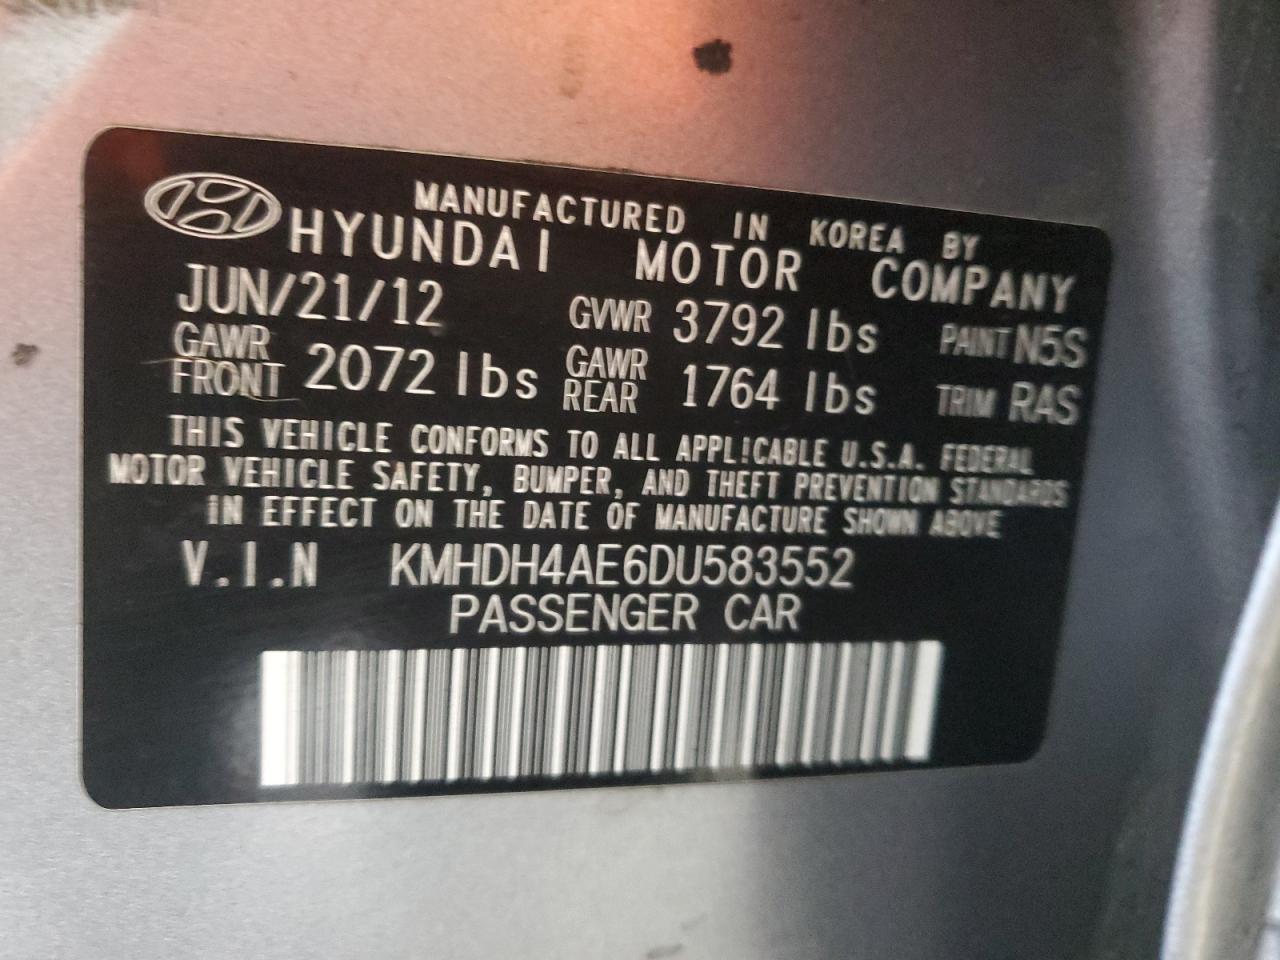 MANUFACTURED IN KOREA BY
HYUNDAI MOTOR COMPANY
JUN/21/12 GVWR 3792 lbs PAINT N5S
GAWR FRONT 2072 lbs GAWR REAR 1764 lbs TRIM RAS
THIS VEHICLE CONFORMS TO ALL APPLICABLE U.S.A. FEDERAL
MOTOR VEHICLE SAFETY, BUMPER, AND THEFT PREVENTION STANDARDS
IN EFFECT ON THE DATE OF MANUFACTURE SHOWN ABOVE
V.I.N KMHDH4AE6DU583552
PASSENGER CAR